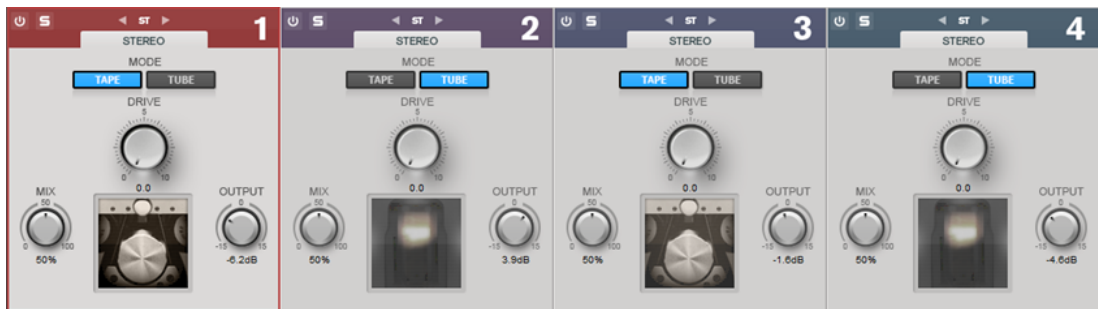 S ST 1 S ST 2 S ST 3 S ST 4
STEREO STEREO STEREO STEREO
MODE MODE MODE MODE
TAPE TUBE TAPE TUBE TAPE TUBE TAPE TUBE
DRIVE DRIVE DRIVE DRIVE
5 5 5 5
0 10 0 10 0 10 0 10
0.0 0.0 0.0 0.0
MIX OUTPUT MIX OUTPUT MIX OUTPUT MIX OUTPUT
50 0 50 0 50 0 50 0
0 100 -15 15 0 100 -15 15 0 100 -15 15 0 100 -15 15
50% -6.2dB 50% 3.9dB 50% -1.6dB 50% -4.6dB